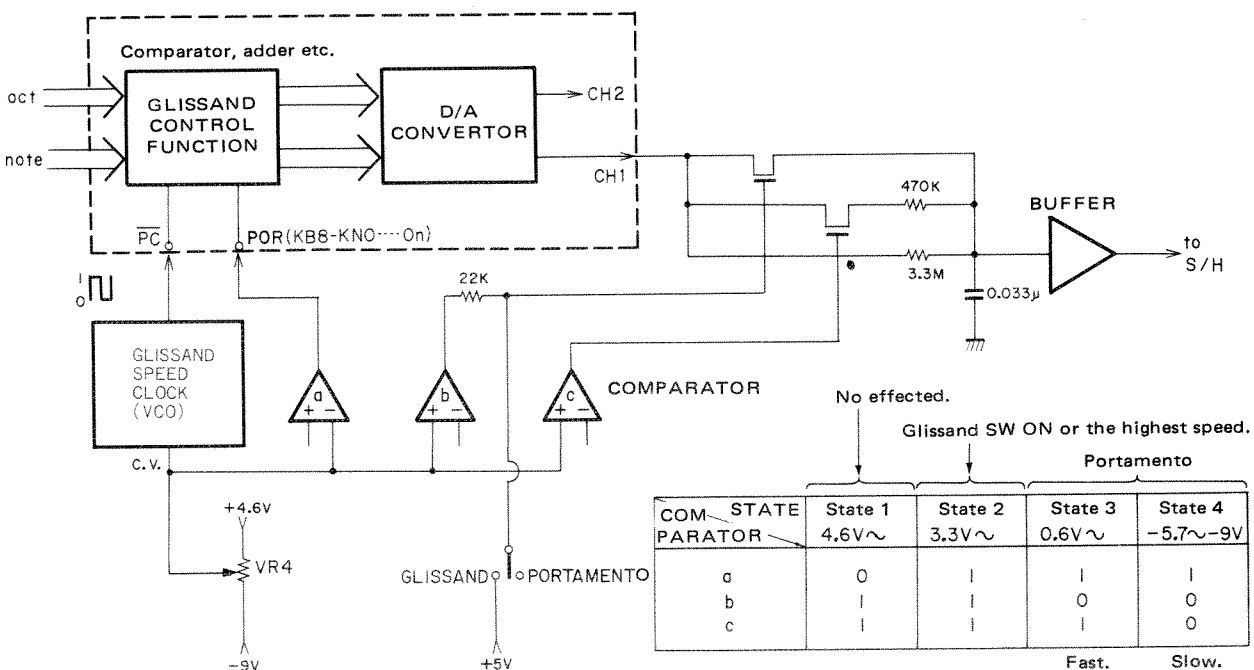 Comparator, adder etc.
oct
note
GLISSAND
CONTROL
FUNCTION
D/A
CONVERTOR
CH2
CH1
PC
POR(KB8-KNO····On)
1
0
GLISSAND
SPEED
CLOCK
(VCO)
C.V.
+4.6V
VR4
-9V
a
+ -
22K
b
+ -
c
+ -
COMPARATOR
GLISSAND
PORTAMENTO
+5V
470K
3.3M
0.033μ
BUFFER
to
S/H
No effected.
Glissand SW ON or the highest speed.
Portamento
COM-
PARATOR
STATE
State 1 State 2 State 3 State 4
4.6V~ 3.3V~ 0.6V~ -5.7~-9V
a 0 1 1 1
b 1 1 0 0
c 1 1 1 0
Fast. Slow.